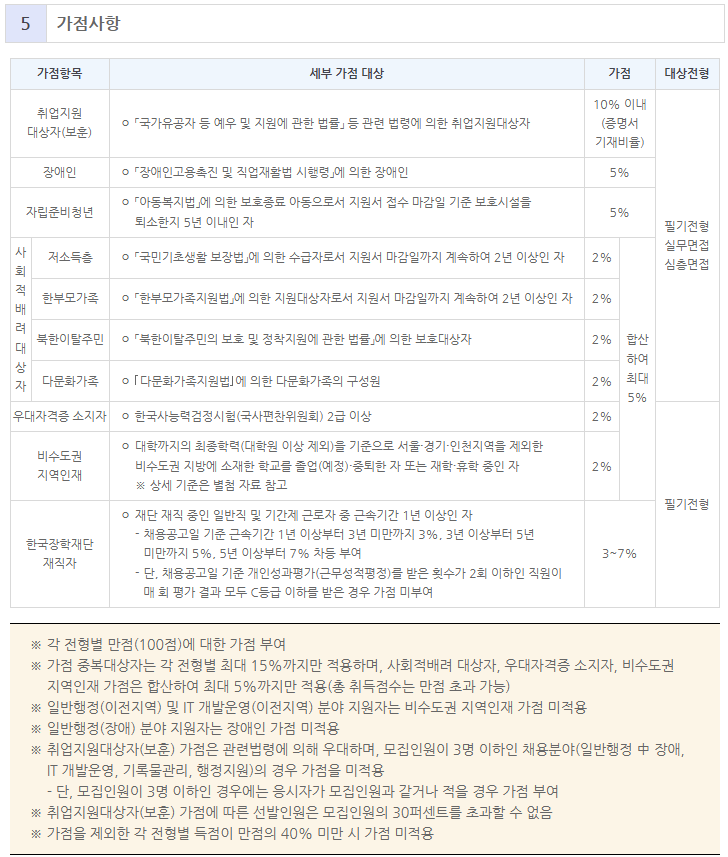 5 가점사항
가점항목 세부 가점 대상 가점 대상전형
취업지원
대상자(보훈)
ㅇ ｢국가유공자 등 예우 및 지원에 관한 법률｣ 등 관련 법령에 의한 취업지원대상자
10% 이내
(증명서
기재비율)
장애인 ㅇ ｢장애인고용촉진 및 직업재활법 시행령｣에 의한 장애인 5%
자립준비청년
ㅇ ｢아동복지법｣에 의한 보호종료 아동으로서 지원서 접수 마감일 기준 보호시설을
퇴소한지 5년 이내인 자
5%
필기전형
실무면접
심층면접
사
회
적
배
려
대
상
자
저소득층 ㅇ ｢국민기초생활 보장법｣에 의한 수급자로서 지원서 마감일까지 계속하여 2년 이상인 자 2%
한부모가족 ㅇ ｢한부모가족지원법｣에 의한 지원대상자로서 지원서 마감일까지 계속하여 2년 이상인 자 2%
북한이탈주민 ㅇ ｢북한이탈주민의 보호 및 정착지원에 관한 법률｣에 의한 보호대상자 2%
다문화가족 ㅇ ｢다문화가족지원법｣에 의한 다문화가족의 구성원 2%
합산
하여
최대
5%
우대자격증 소지자 ㅇ 한국사능력검정시험(국사편찬위원회) 2급 이상 2%
비수도권
지역인재
ㅇ 대학까지의 최종학력(대학원 이상 제외)을 기준으로 서울·경기·인천지역을 제외한
비수도권 지방에 소재한 학교를 졸업(예정)·중퇴한 자 또는 재학·휴학 중인 자
※ 상세 기준은 별첨 자료 참고
2%
필기전형
한국장학재단
재직자
ㅇ 재단 재직 중인 일반직 및 기간제 근로자 중 근속기간 1년 이상인 자
- 채용공고일 기준 근속기간 1년 이상부터 3년 미만까지 3%, 3년 이상부터 5년
미만까지 5%, 5년 이상부터 7% 차등 부여
- 단, 채용공고일 기준 개인성과평가(근무성적평정)를 받은 횟수가 2회 이하인 직원이
매 회 평가 결과 모두 C등급 이하를 받은 경우 가점 미부여
3~7%
※ 각 전형별 만점(100점)에 대한 가점 부여
※ 가점 중복대상자는 각 전형별 최대 15%까지만 적용하며, 사회적배려 대상자, 우대자격증 소지자, 비수도권
지역인재 가점은 합산하여 최대 5%까지만 적용(총 취득점수는 만점 초과 가능)
※ 일반행정(이전지역) 및 IT 개발운영(이전지역) 분야 지원자는 비수도권 지역인재 가점 미적용
※ 일반행정(장애) 분야 지원자는 장애인 가점 미적용
※ 취업지원대상자(보훈) 가점은 관련법령에 의해 우대하며, 모집인원이 3명 이하인 채용분야(일반행정 中 장애,
IT 개발운영, 기록물관리, 행정지원)의 경우 가점을 미적용
- 단, 모집인원이 3명 이하인 경우에는 응시자가 모집인원과 같거나 적을 경우 가점 부여
※ 취업지원대상자(보훈) 가점에 따른 선발인원은 모집인원의 30퍼센트를 초과할 수 없음
※ 가점을 제외한 각 전형별 득점이 만점의 40% 미만 시 가점 미적용